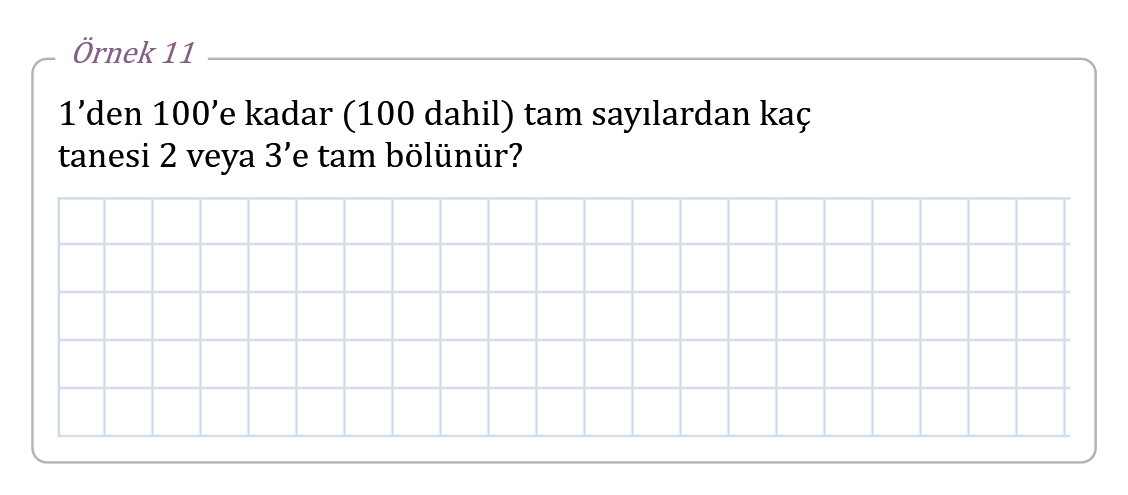 Örnek 11
1’den 100’e kadar (100 dahil) tam sayılardan kaç
tanesi 2 veya 3’e tam bölünür?